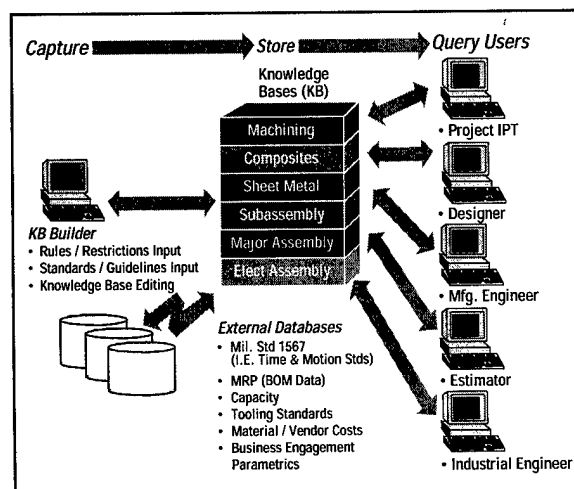 Capture
Store
Query Users
Knowledge
Bases (KB)
Machining
Composites
Sheet Metal
Subassembly
Major Assembly
Elect Assembly
KB Builder
• Rules / Restrictions Input
• Standards / Guidelines Input
• Knowledge Base Editing
External Databases
• Mil. Std 1567
(I.E. Time & Motion Stds)
• MRP (BOM Data)
• Capacity
• Tooling Standards
• Material / Vendor Costs
• Business Engagement
Parametrics
• Project IPT
• Designer
• Mfg. Engineer
• Estimator
• Industrial Engineer